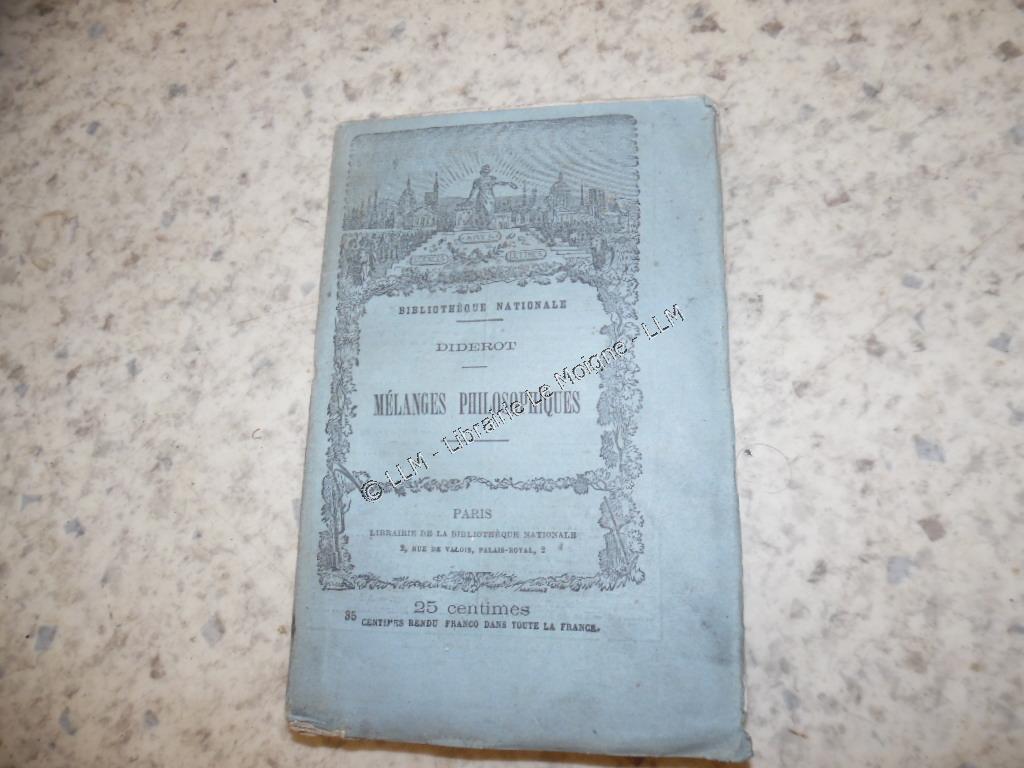 BIBLIOTHÈQUE NATIONALE
DIDEROT
MÉLANGES PHILOSOPHIQUES
© LLM - Librairie Le Moigne - LLM
PARIS
LIBRAIRIE DE LA BIBLIOTHÈQUE NATIONALE
2, RUE DE VALOIS, PALAIS-ROYAL, 2
25 centimes
35 CENTIMES RENDU FRANCO DANS TOUTE LA FRANCE.